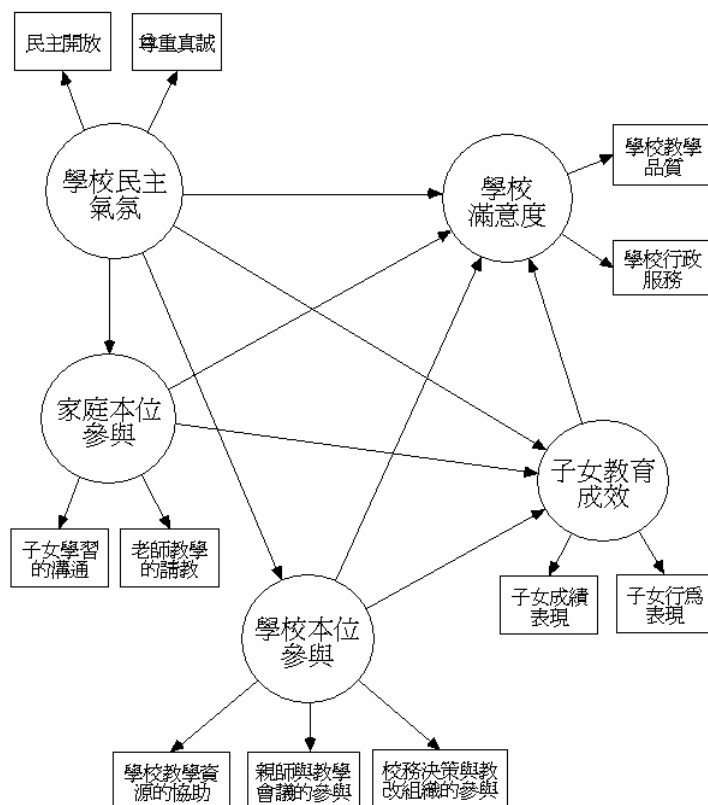 民主開放
尊重真誠
學校民主
氣氛
學校
滿意度
學校教學
品質
學校行政
服務
家庭本位
參與
子女教育
成效
子女學習
的溝通
老師教學
的請教
子女成績
表現
子女行為
表現
學校本位
參與
學校教學資
源的協助
親師與教學
會議的參與
校務決策與教
改組織的參與